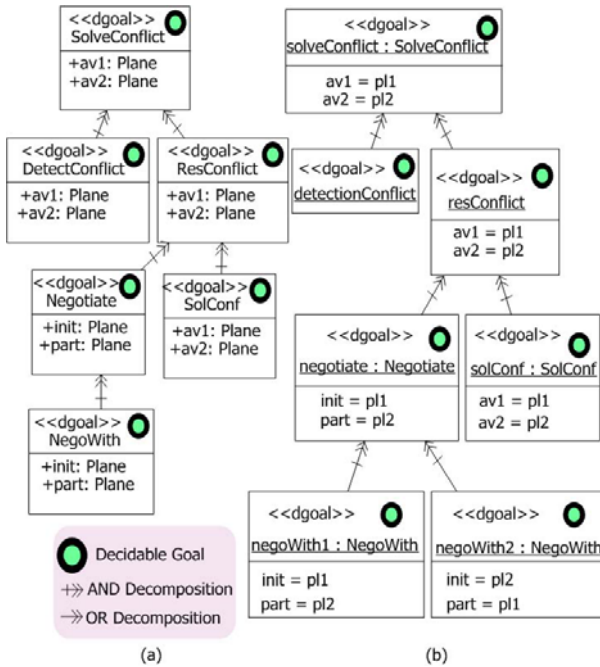 <<dgoal>>
SolveConflict
+av1: Plane
+av2: Plane
<<dgoal>>
DetectConflict
+av1: Plane
+av2: Plane
<<dgoal>>
ResConflict
+av1: Plane
+av2: Plane
<<dgoal>>
Negotiate
+init: Plane
+part: Plane
<<dgoal>>
SolConf
+av1: Plane
+av2: Plane
<<dgoal>>
NegoWith
+init: Plane
+part: Plane
Decidable Goal
AND Decomposition
OR Decomposition
(a)
<<dgoal>>
solveConflict : SolveConflict
av1 = pl1
av2 = pl2
<<dgoal>>
detectionConflict
<<dgoal>>
resConflict
av1 = pl1
av2 = pl2
<<dgoal>>
negotiate : Negotiate
init = pl1
part = pl2
<<dgoal>>
solConf : SolConf
av1 = pl1
av2 = pl2
<<dgoal>>
negoWith1 : NegoWith
init = pl1
part = pl2
<<dgoal>>
negoWith2 : NegoWith
init = pl2
part = pl1
(b)